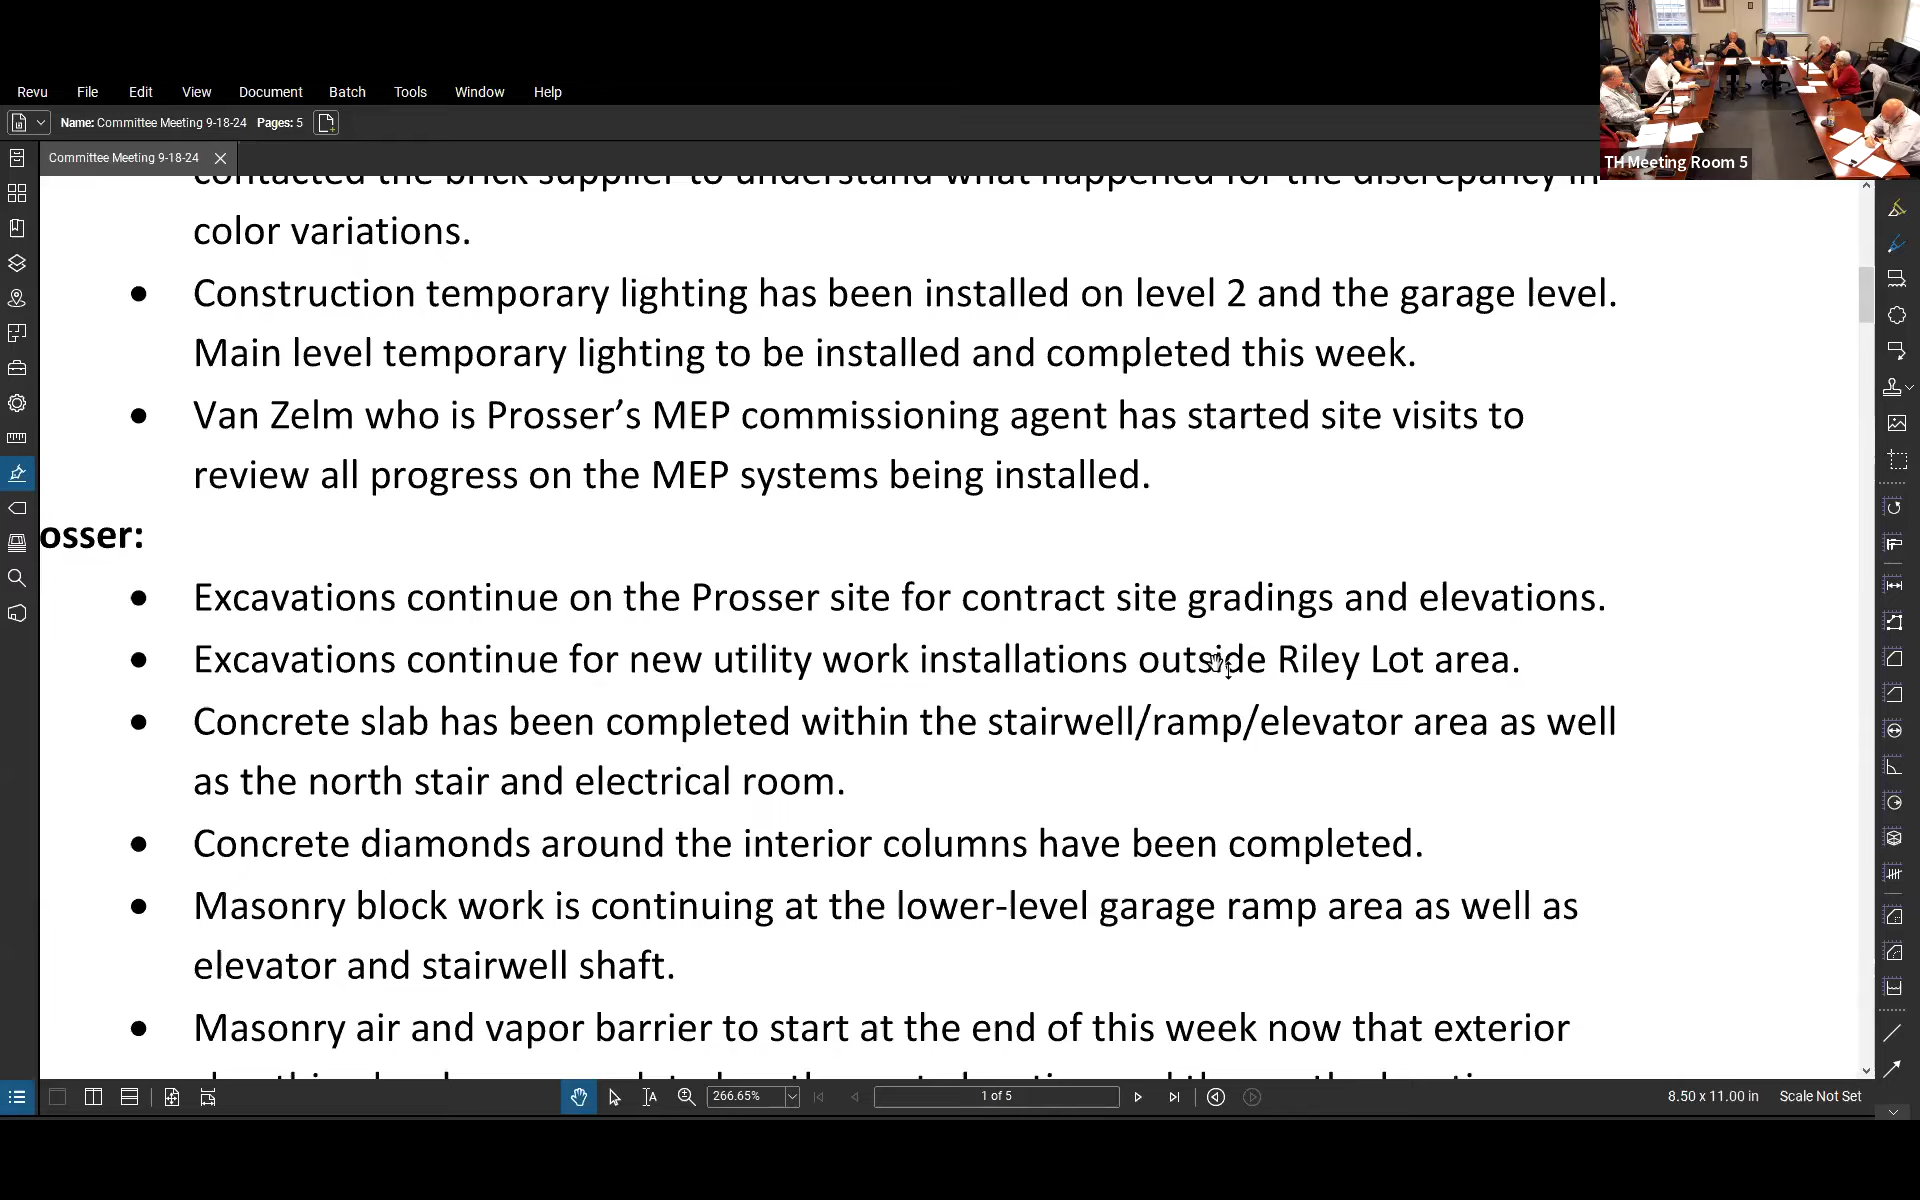 Revu File Edit View Document Batch Tools Window Help
Name: Committee Meeting 9-18-24 Pages: 5
Committee Meeting 9-18-24
TH Meeting Room 5
contacted the brick supplier to understand what happened for the discrepancy in
color variations.
• Construction temporary lighting has been installed on level 2 and the garage level.
Main level temporary lighting to be installed and completed this week.
• Van Zelm who is Prosser’s MEP commissioning agent has started site visits to
review all progress on the MEP systems being installed.
osser:
• Excavations continue on the Prosser site for contract site gradings and elevations.
• Excavations continue for new utility work installations outside Riley Lot area.
• Concrete slab has been completed within the stairwell/ramp/elevator area as well
as the north stair and electrical room.
• Concrete diamonds around the interior columns have been completed.
• Masonry block work is continuing at the lower-level garage ramp area as well as
elevator and stairwell shaft.
• Masonry air and vapor barrier to start at the end of this week now that exterior
266.65% 1 of 5 8.50 x 11.00 in Scale Not Set